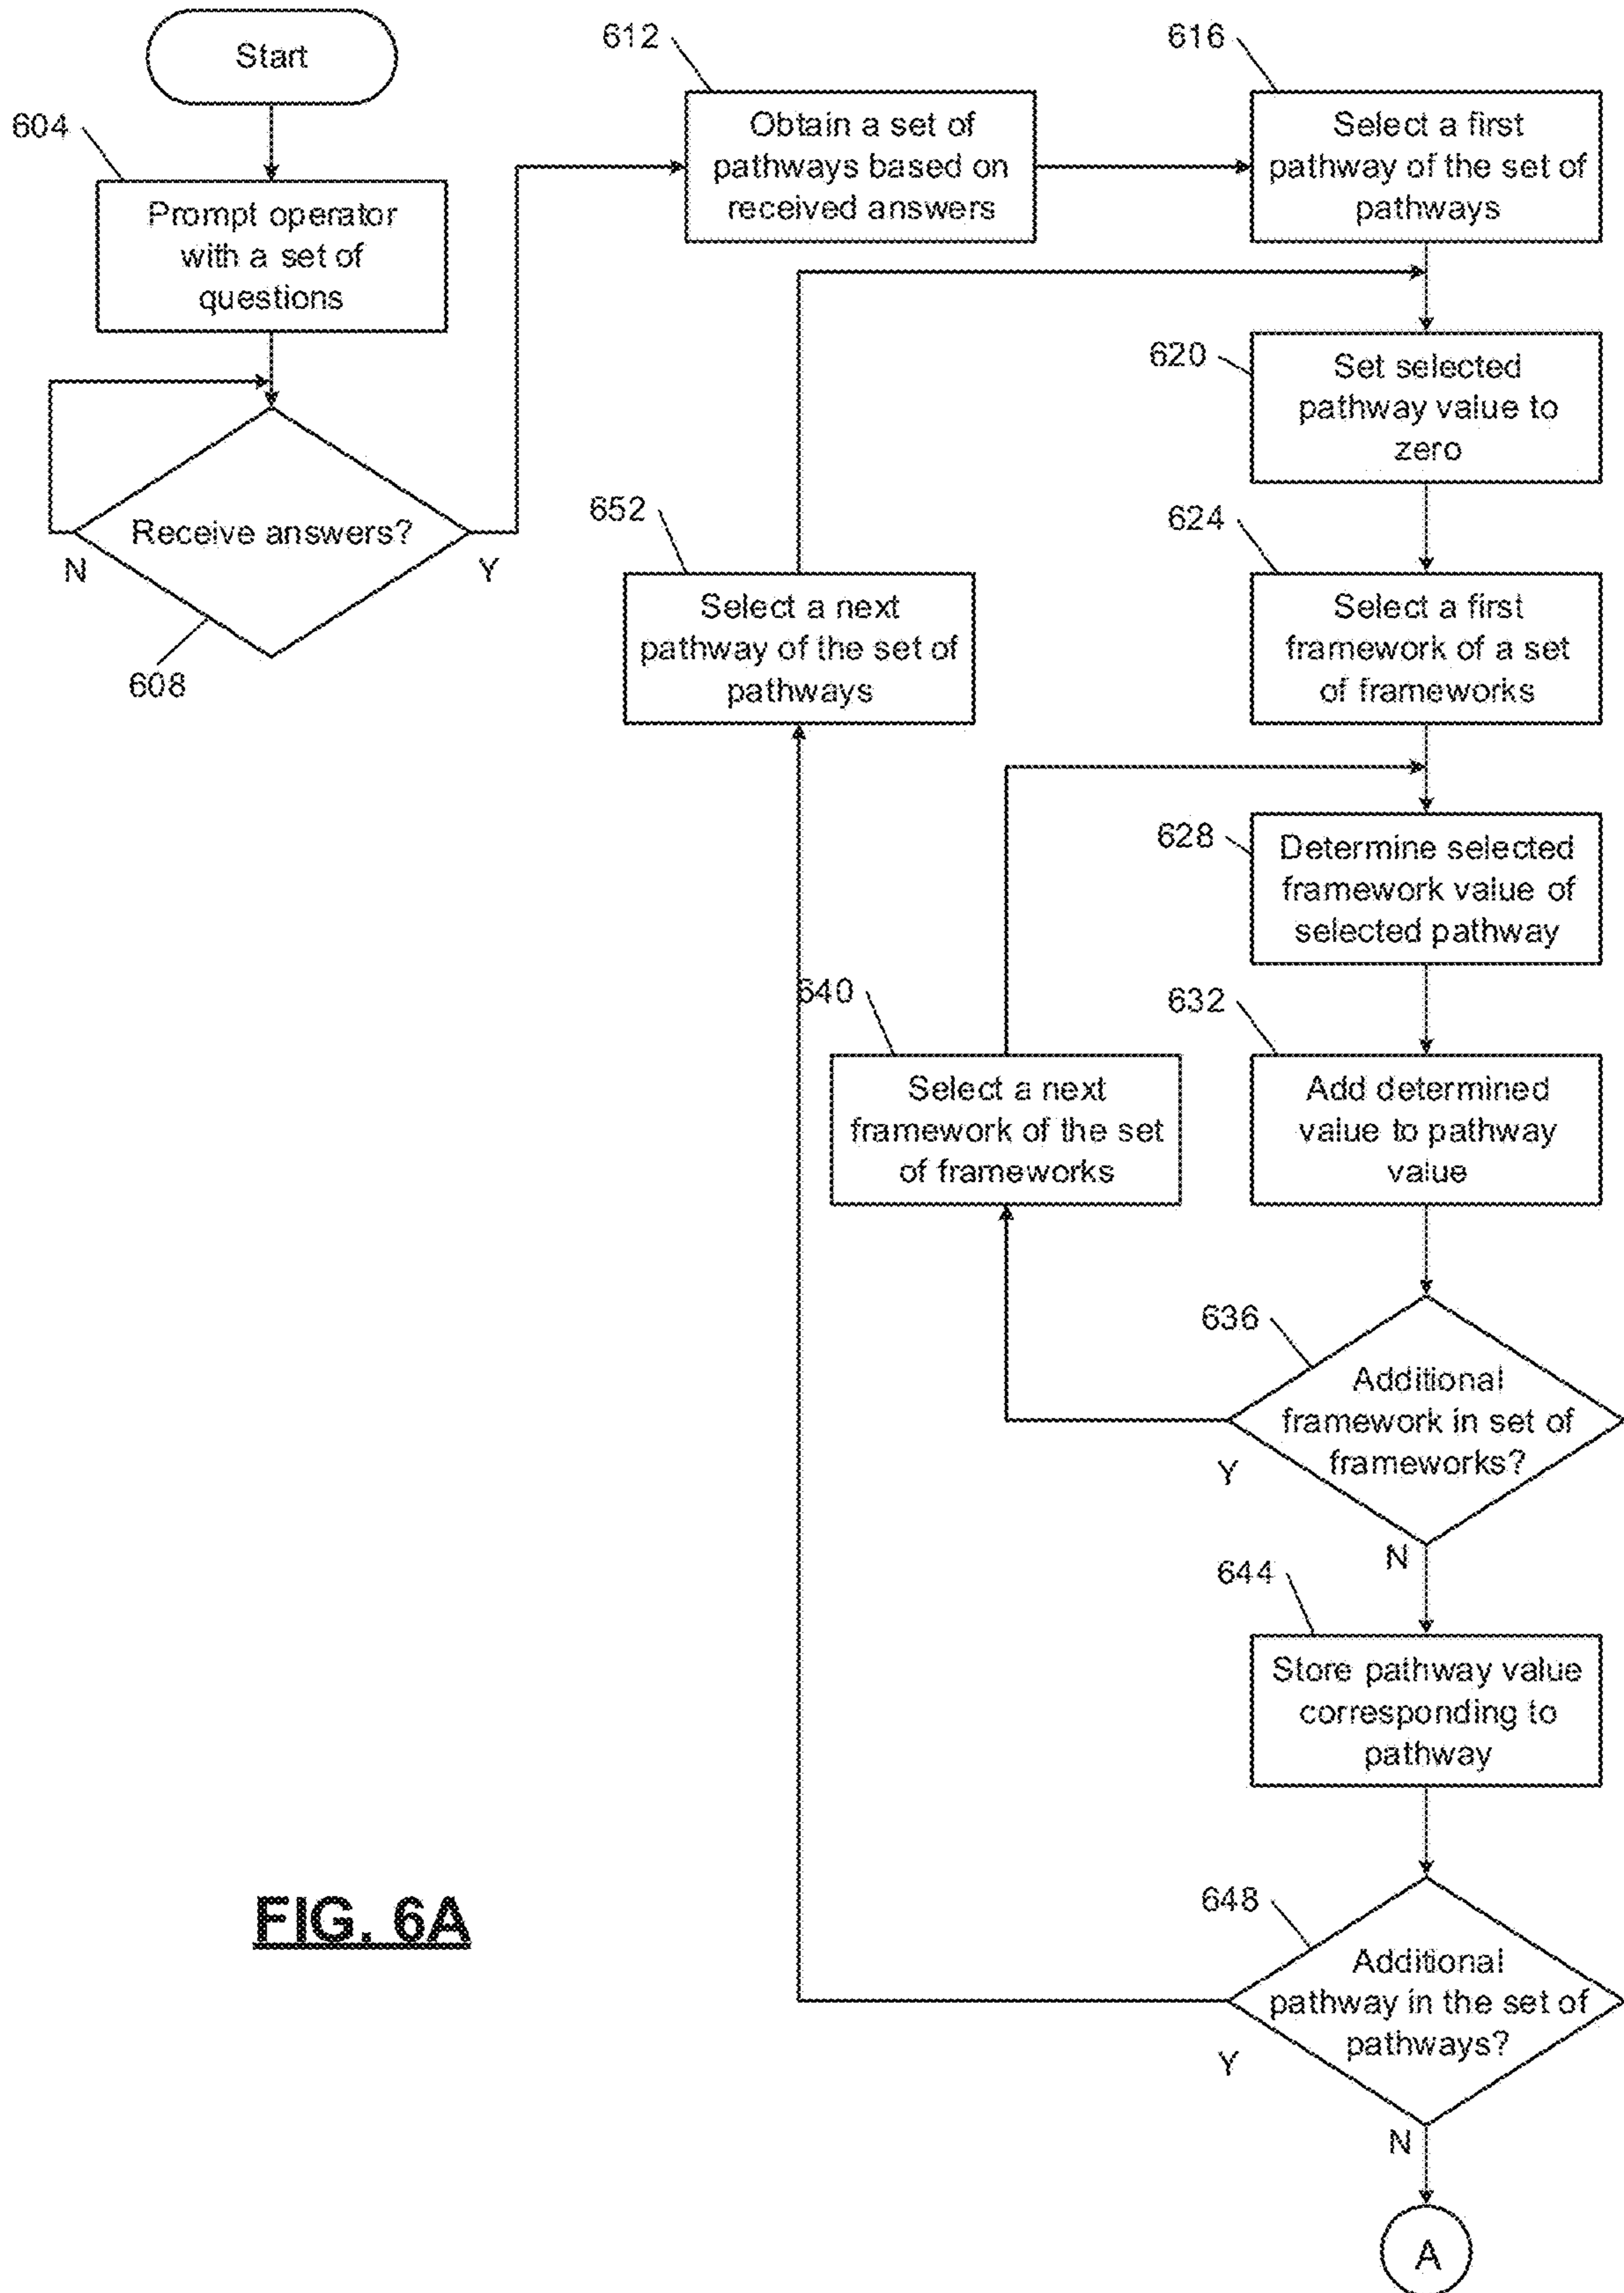 Start
604
Prompt operator
with a set of
questions
Receive answers?
N
Y
608
612
Obtain a set of
pathways based on
received answers
616
Select a first
pathway of the set of
pathways
620
Set selected
pathway value to
zero
652
Select a next
pathway of the set of
pathways
624
Select a first
framework of a set
of frameworks
628
Determine selected
framework value of
selected pathway
640
Select a next
framework of the set
of frameworks
632
Add determined
value to pathway
value
636
Additional
framework in set of
frameworks?
Y
N
644
Store pathway value
corresponding to
pathway
648
Additional
pathway in the set of
pathways?
Y
N
A
FIG. 6A